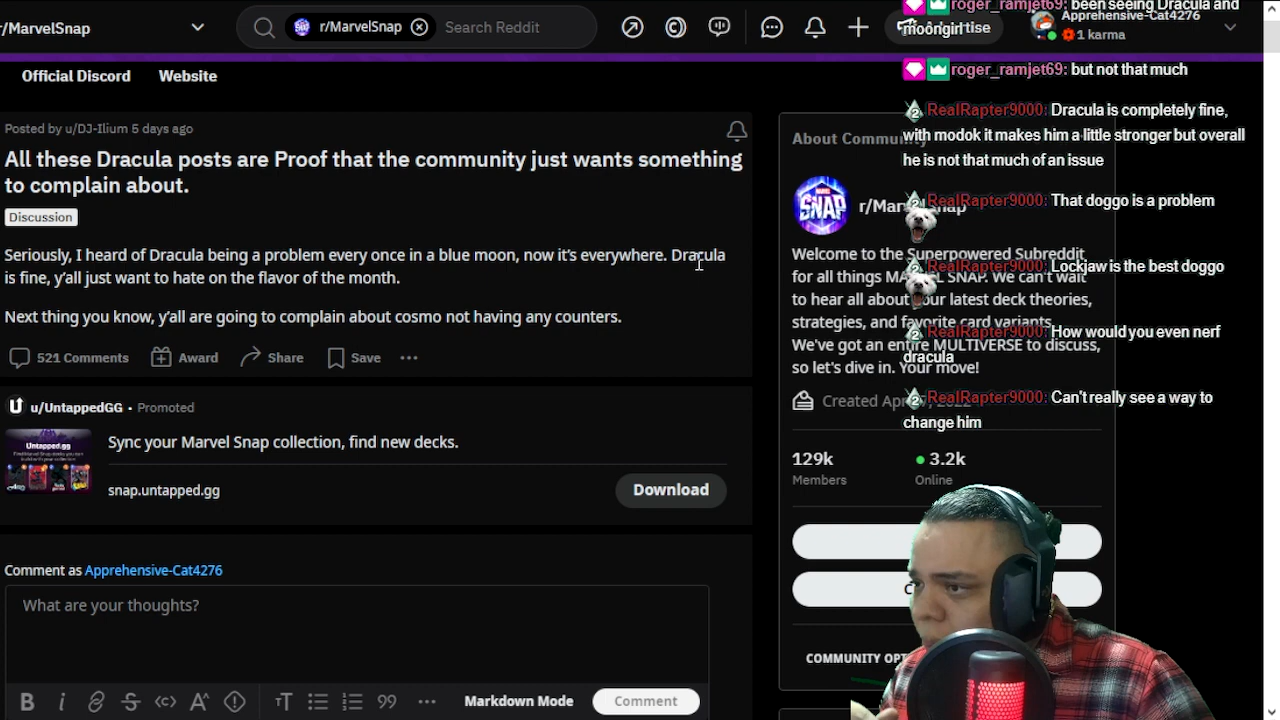 r/MarvelSnap
r/MarvelSnap
Search Reddit
moongirl
Apprehensive-Cat4276
1 karma
Official Discord
Website
Posted by u/DJ-Ilium 5 days ago
All these Dracula posts are Proof that the community just wants something
to complain about.
Discussion
Seriously, I heard of Dracula being a problem every once in a blue moon, now it's everywhere. Dracula
is fine, y'all just want to hate on the flavor of the month.
Next thing you know, y'all are going to complain about cosmo not having any counters.
521 Comments
Award
Share
Save
u/UntappedGG • Promoted
Untapped.gg
Sync your Marvel Snap collection, find new decks.
snap.untapped.gg
Download
Comment as Apprehensive-Cat4276
What are your thoughts?
Markdown Mode
Comment
About Community
MARVEL
SNAP
Welcome to the Superpowered Subreddit
for all things MARVEL SNAP. We can't wait
to hear all about your latest deck theories,
strategies, and favorite card variants.
We've got an entire MULTIVERSE to discuss,
so let's dive in. Your move!
Created
129k
Members
3.2k
Online
COMMUNITY
roger_ramjet69: been seeing Dracula and
roger_ramjet69: but not that much
RealRapter9000: Dracula is completely fine,
with modok it makes him a little stronger but overall
he is not that much of an issue
RealRapter9000: That doggo is a problem
RealRapter9000: Lockjaw is the best doggo
RealRapter9000: How would you even nerf
dracula
RealRapter9000: Can't really see a way to
change him